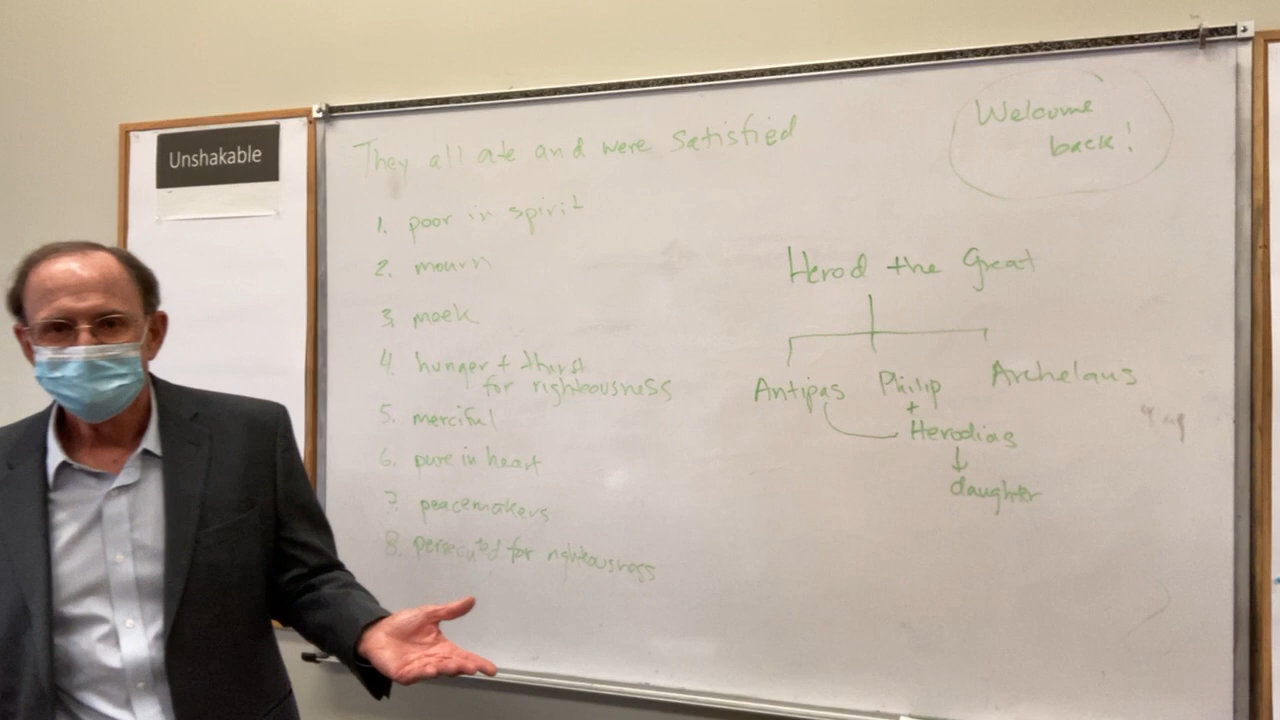 Unshakable
They all ate and were satisfied
Welcome
back!
1. poor in spirit
2. mourn
3. meek
4. hunger + thirst
for righteousness
5. merciful
6. pure in heart
7. peacemakers
8. persecuted for righteousness
Herod the Great
Antipas Philip Archelaus
+
Herodias
daughter